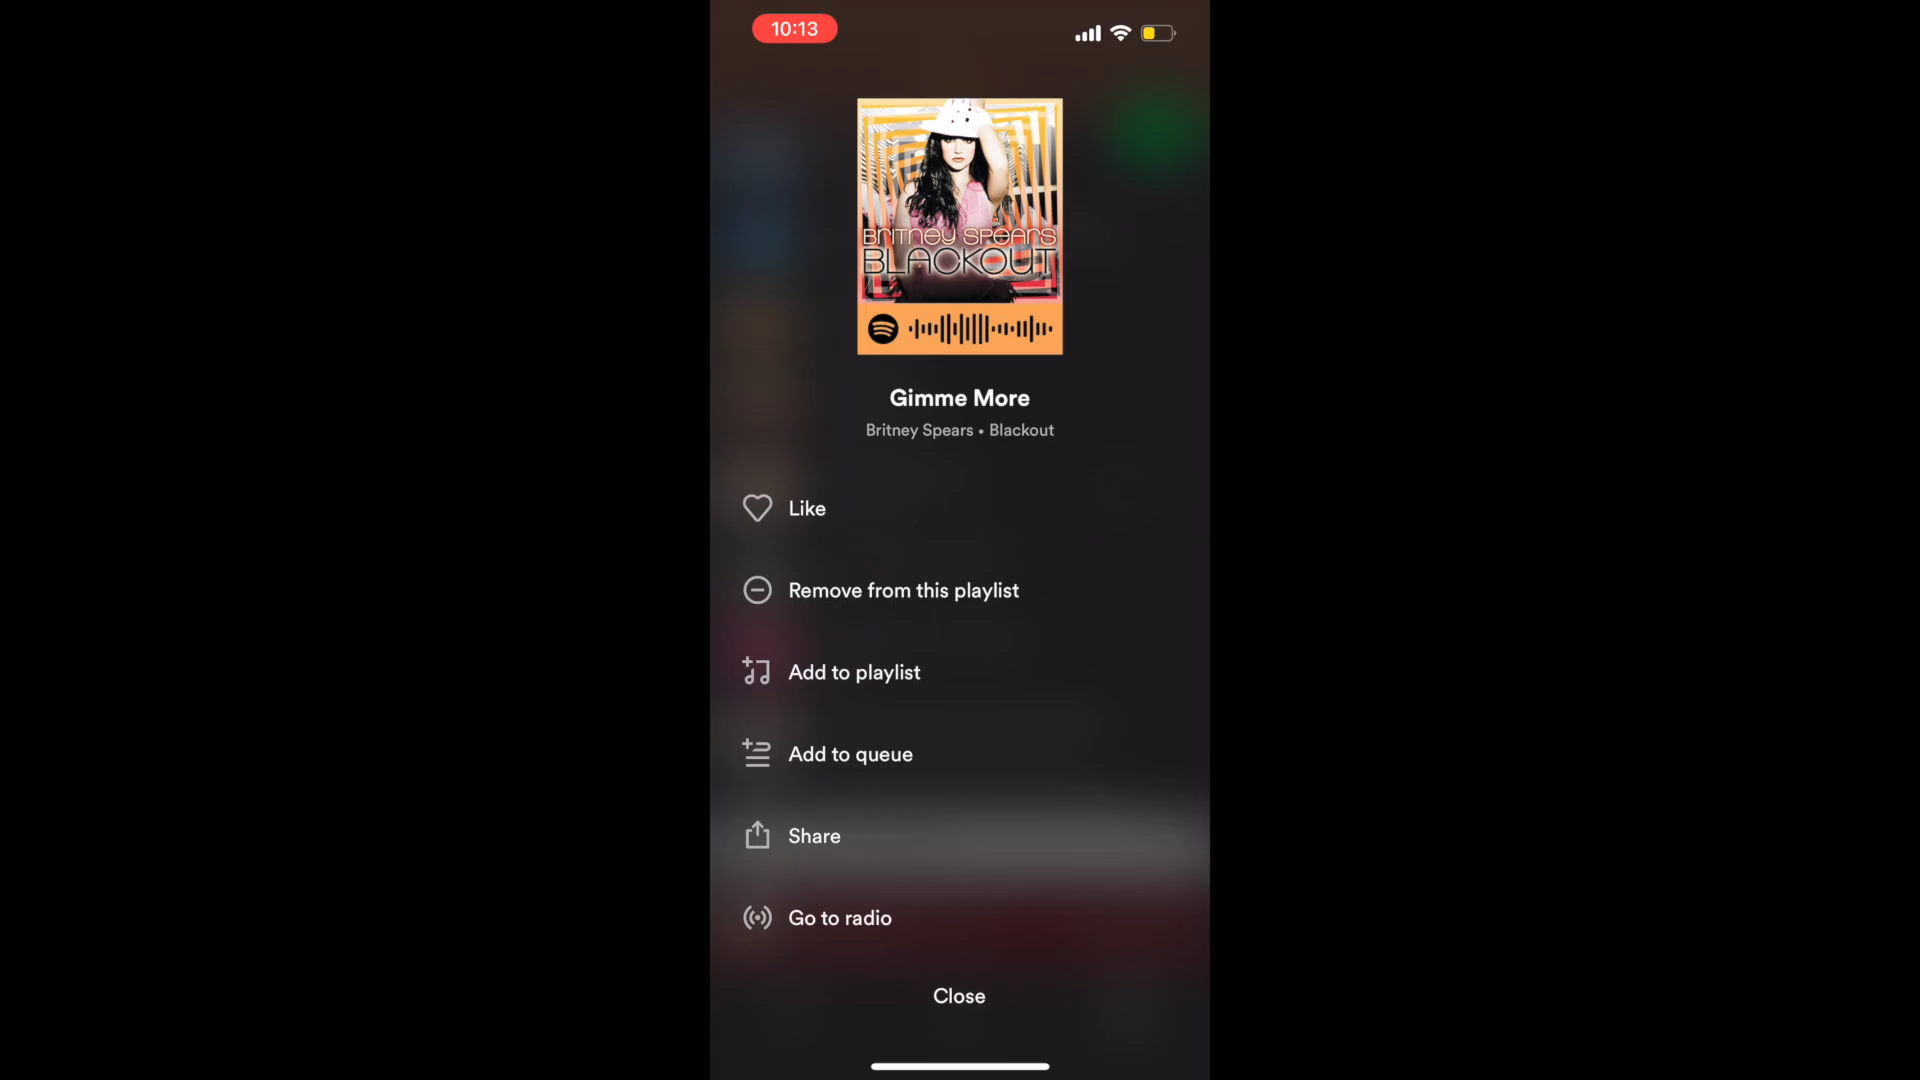 10:13
BRITNEY SPEARS
BLACKOUT
Gimme More
Britney Spears • Blackout
Like
Remove from this playlist
Add to playlist
Add to queue
Share
Go to radio
Close